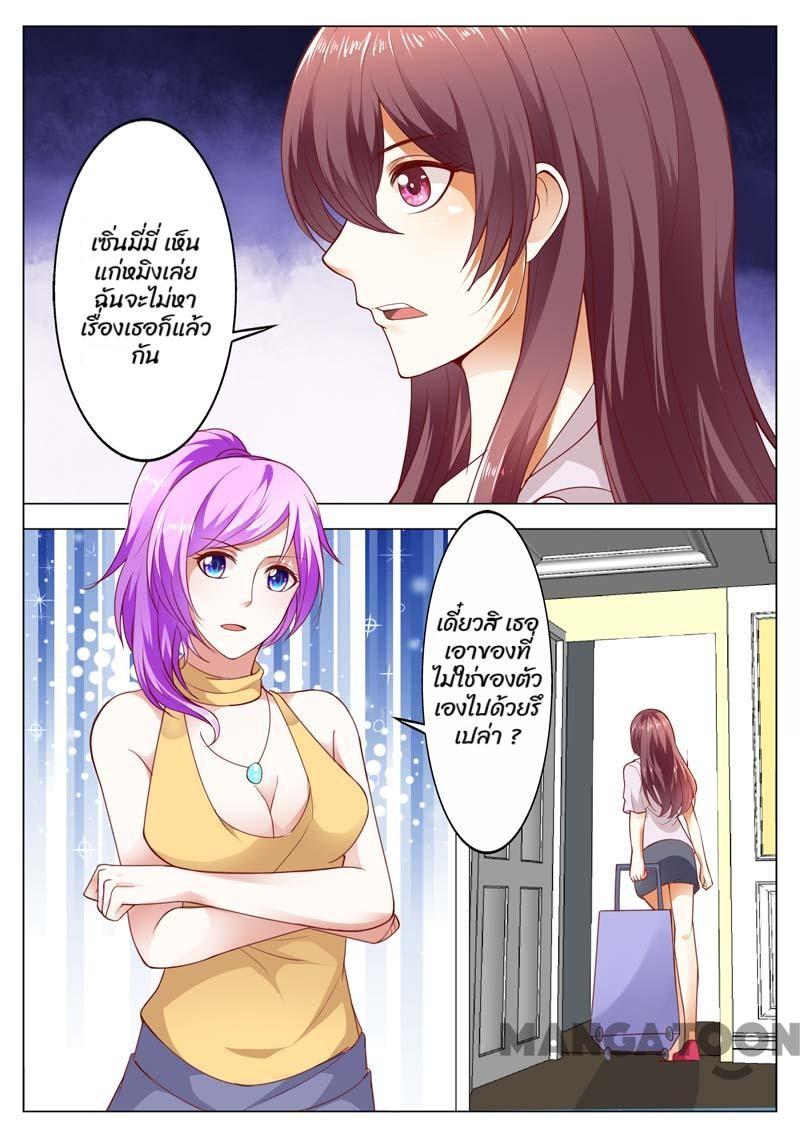 เซิ่นมี่มี่ เห็น
แก่หมิงเล่ย
ฉันจะไม่หา
เรื่องเธอก็แล้ว
กัน
เดี๋ยวสิ เธอ
เอาของที่
ไม่ใช่ของตัว
เองไปด้วยรึ
เปล่า ?
MANGATOON